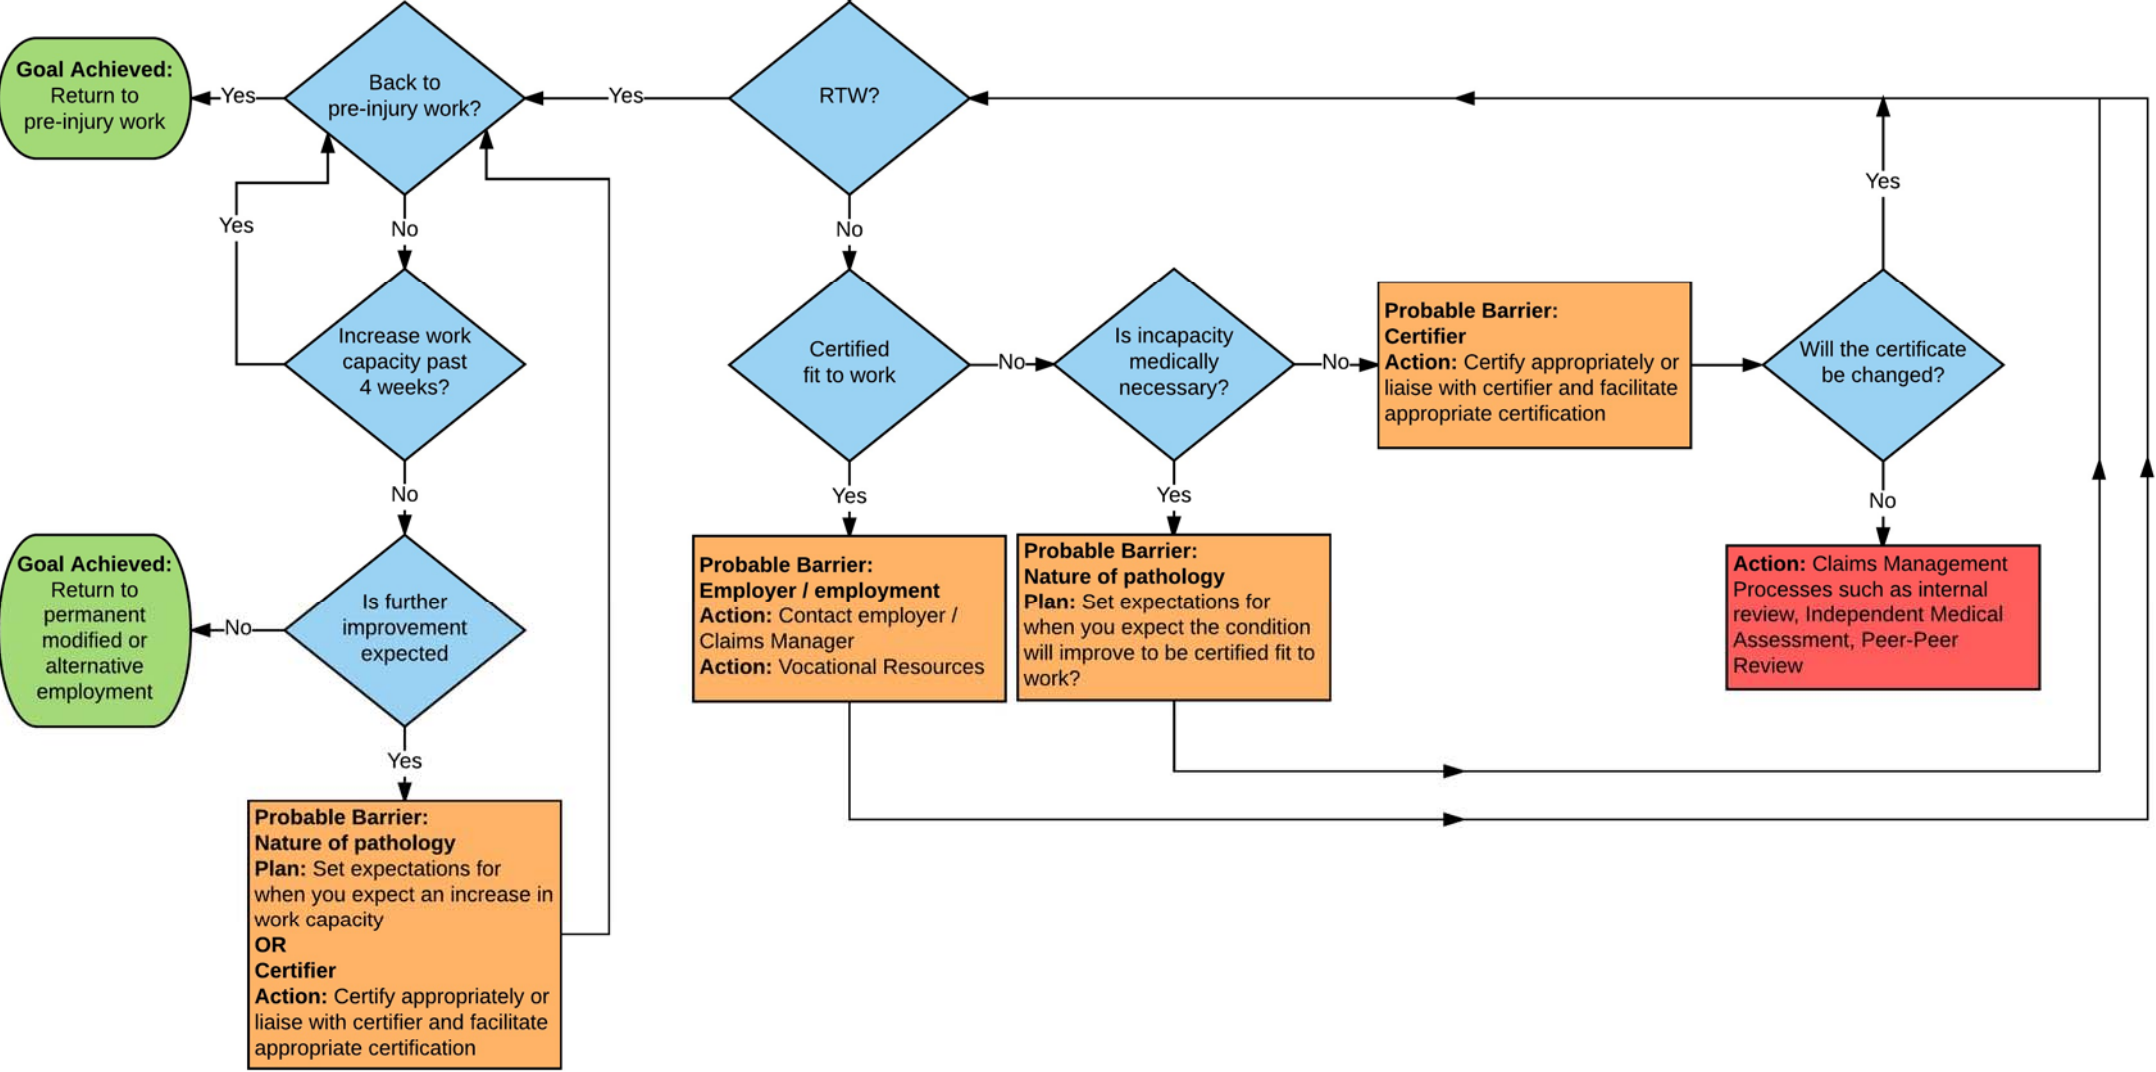 Goal Achieved:
Return to
pre-injury work
Yes
Back to
pre-injury work?
Yes
RTW?
Yes
No
No
Yes
Increase work
capacity past
4 weeks?
Certified
fit to work
No
Is incapacity
medically
necessary?
No
Probable Barrier:
Certifier
Action: Certify appropriately or
liaise with certifier and facilitate
appropriate certification
Will the certificate
be changed?
No
Yes
Yes
No
Goal Achieved:
Return to
permanent
modified or
alternative
employment
No
Is further
improvement
expected
Probable Barrier:
Employer / employment
Action: Contact employer /
Claims Manager
Action: Vocational Resources
Probable Barrier:
Nature of pathology
Plan: Set expectations for
when you expect the condition
will improve to be certified fit to
work?
Action: Claims Management
Processes such as internal
review, Independent Medical
Assessment, Peer-Peer
Review
Yes
Probable Barrier:
Nature of pathology
Plan: Set expectations for
when you expect an increase in
work capacity
OR
Certifier
Action: Certify appropriately or
liaise with certifier and facilitate
appropriate certification